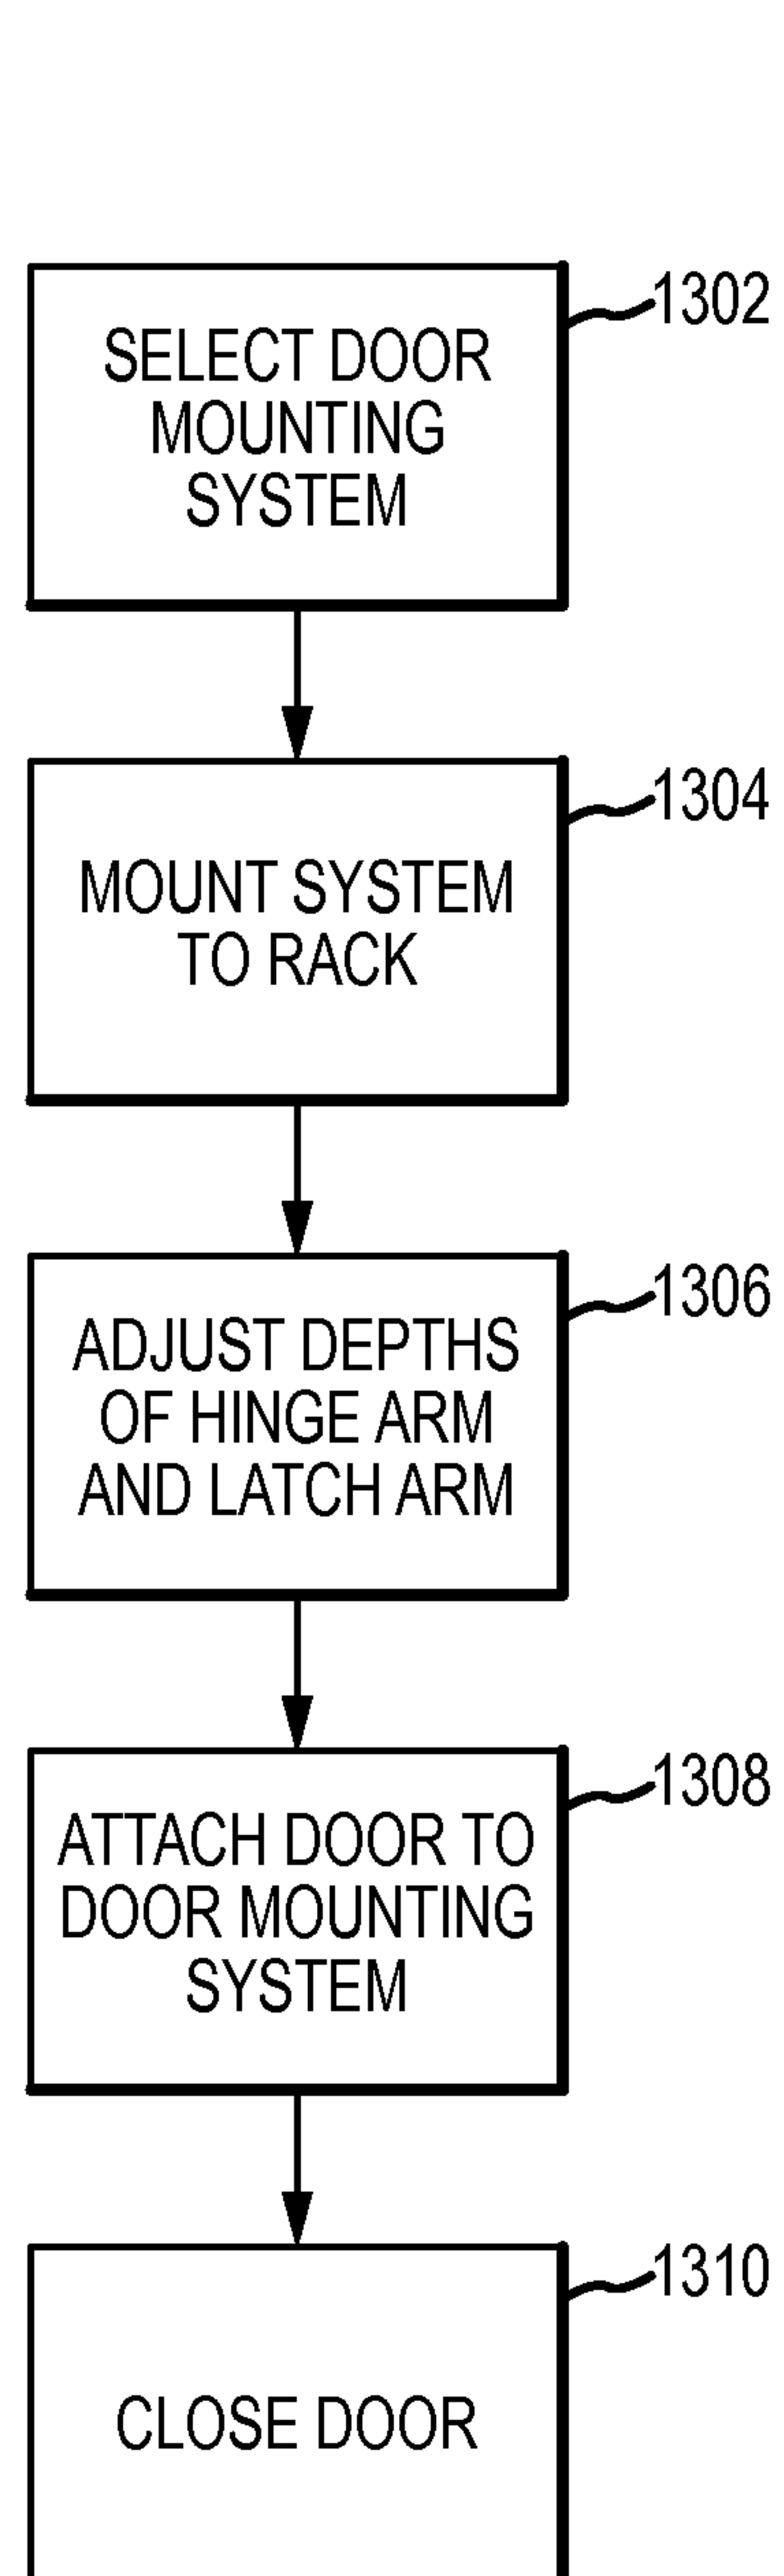 1302
SELECT DOOR
MOUNTING
SYSTEM
1304
MOUNT SYSTEM
TO RACK
1306
ADJUST DEPTHS
OF HINGE ARM
AND LATCH ARM
1308
ATTACH DOOR TO
DOOR MOUNTING
SYSTEM
1310
CLOSE DOOR